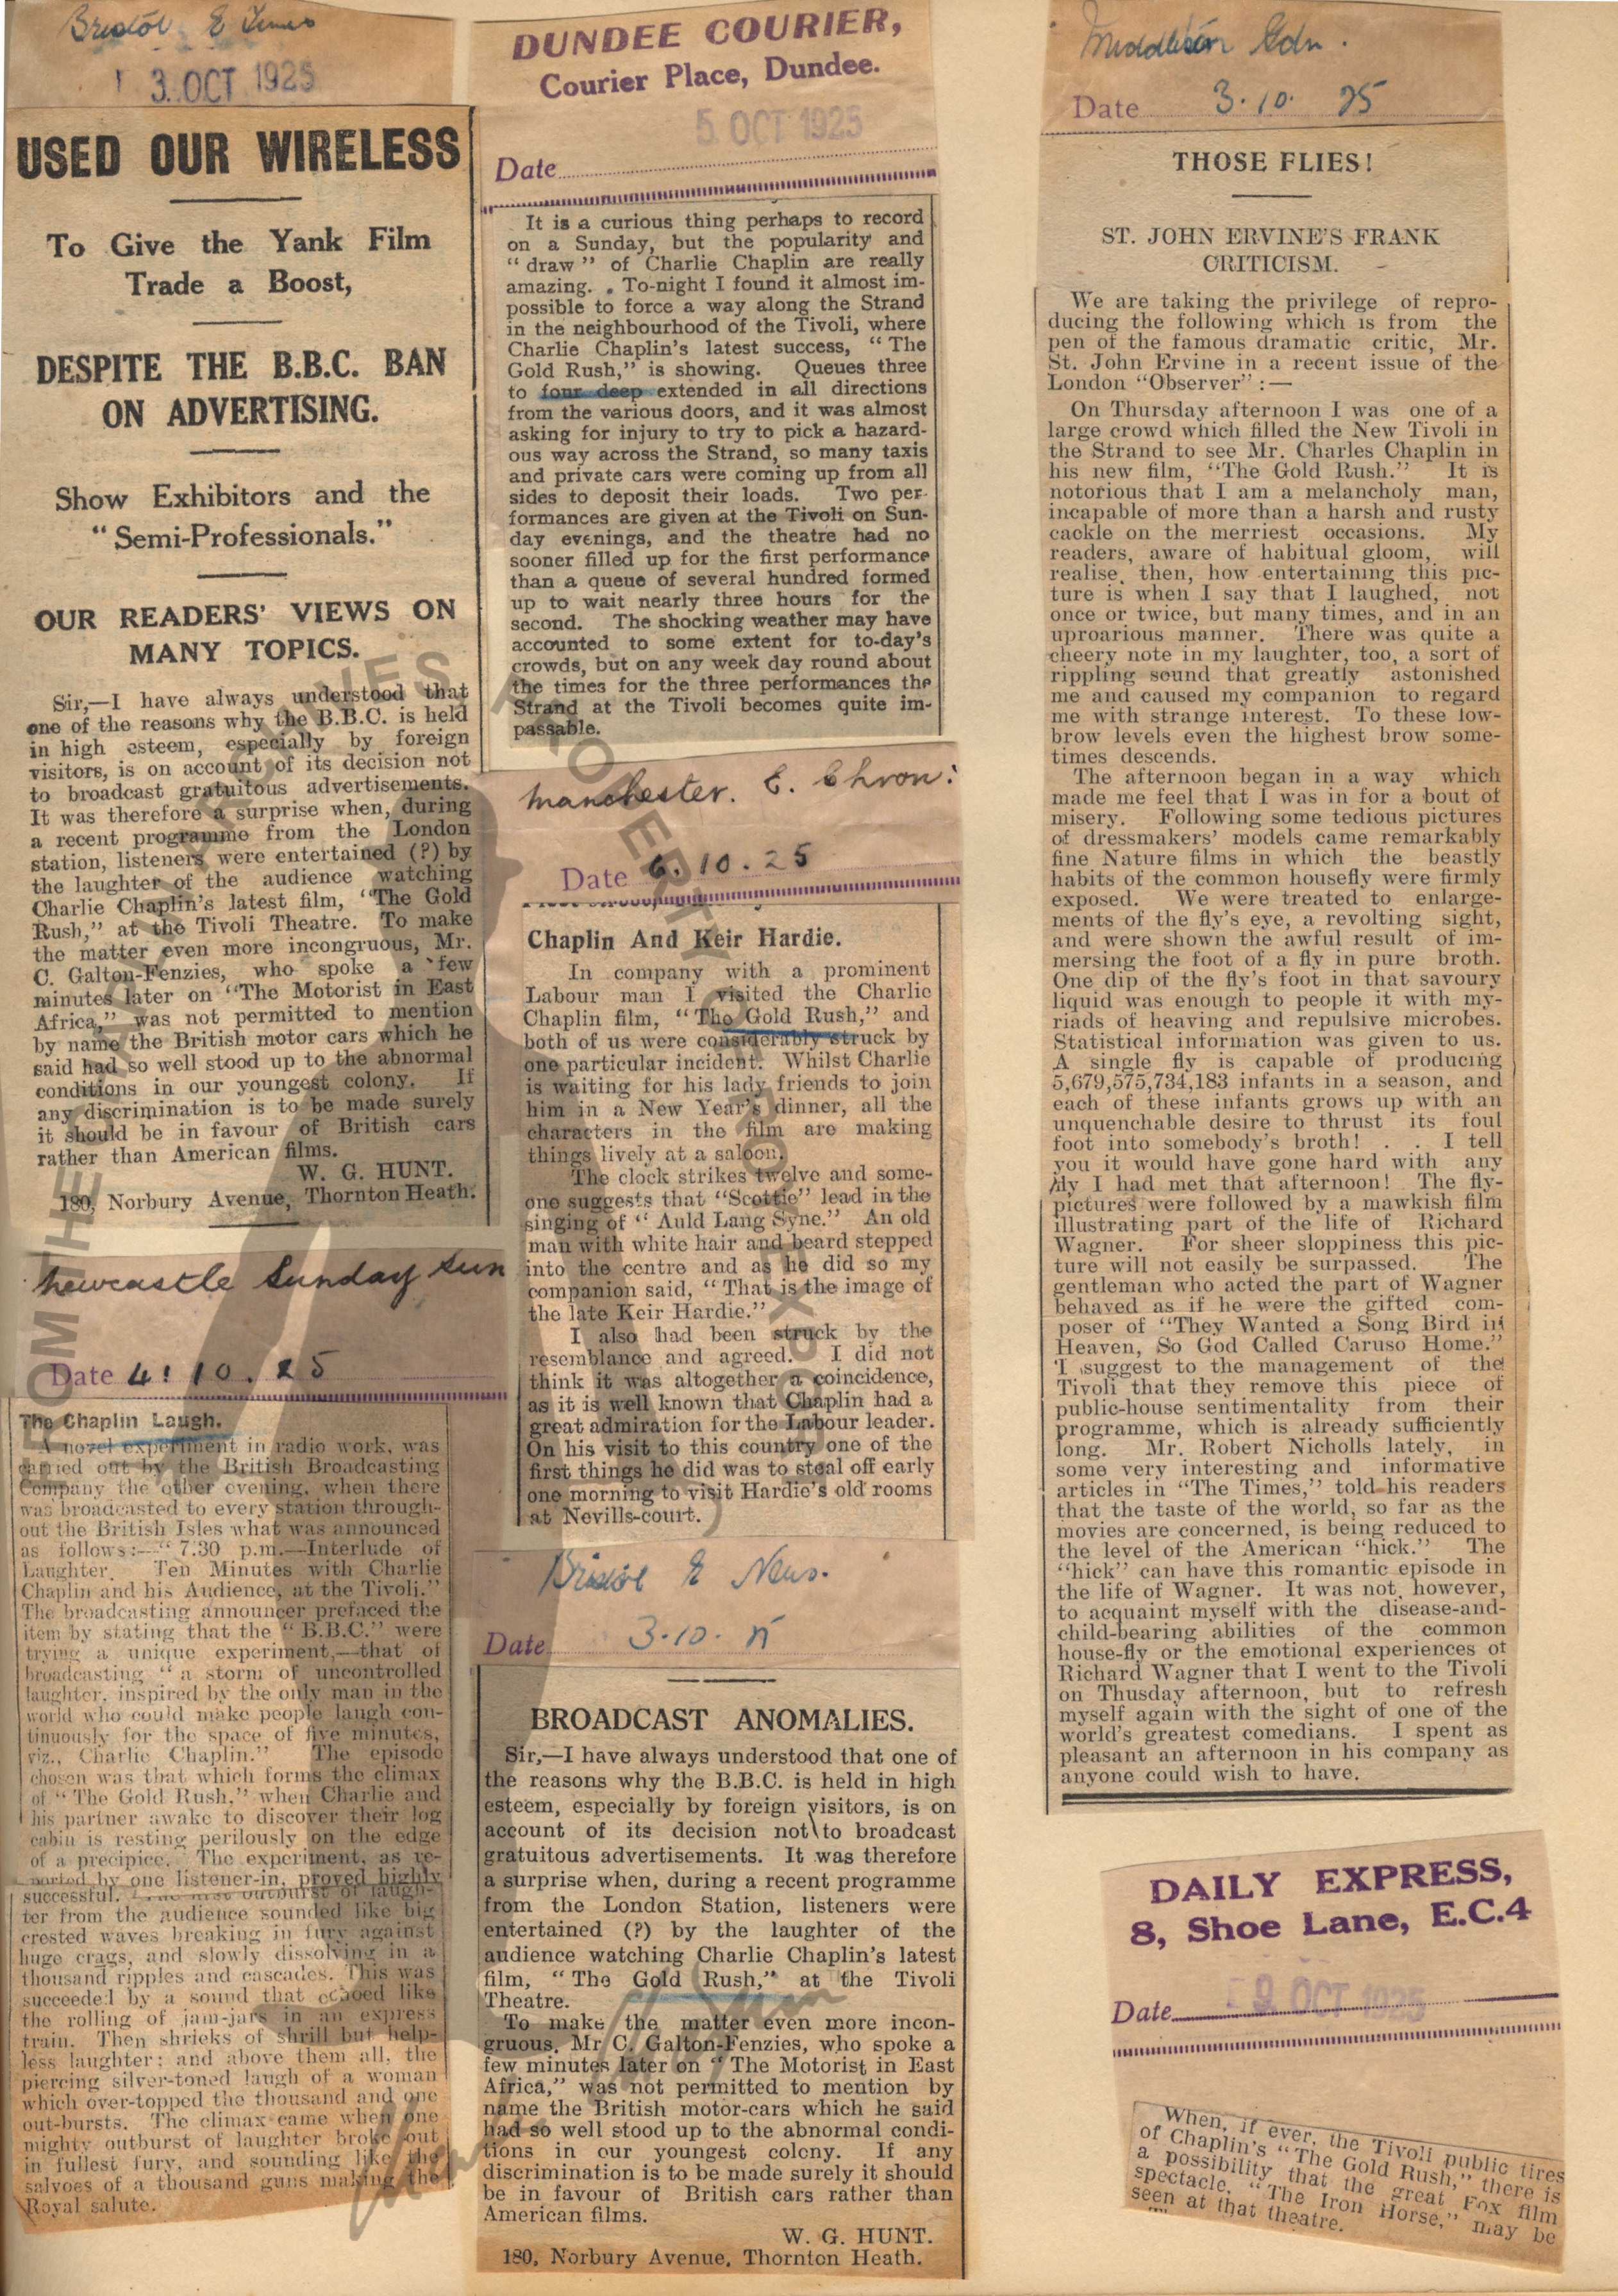 Bristol E Times
3. OCT 1925
USED OUR WIRELESS
To Give the Yank Film
Trade a Boost,
DESPITE THE B.B.C. BAN
ON ADVERTISING.
Show Exhibitors and the
"Semi-Professionals."
OUR READERS' VIEWS ON
MANY TOPICS.
Sir,—I have always understood that
one of the reasons why the B.B.C. is held
in high esteem, especially by foreign
visitors, is on account of its decision not
to broadcast gratuitous advertisements.
It was therefore a surprise when, during
a recent programme from the London
station, listeners were entertained (?) by
the laughter of the audience watching
Charlie Chaplin's latest film, "The Gold
Rush," at the Tivoli Theatre. To make
the matter even more incongruous, Mr.
C. Galton-Fenzies, who spoke a few
minutes later on "The Motorist in East
Africa," was not permitted to mention
by name the British motor cars which he
said had so well stood up to the abnormal
conditions in our youngest colony. If
any discrimination is to be made surely
it should be in favour of British cars
rather than American films.
W. G. HUNT.
180, Norbury Avenue, Thornton Heath.
Newcastle Sunday Sun
Date 4. 10. 25
The Chaplin Laugh.
A novel experiment in radio work, was
carried out by the British Broadcasting
Company the other evening, when there
was broadcasted to every station through-
out the British Isles what was announced
as follows:—" 7.30 p.m.—Interlude of
Laughter. Ten Minutes with Charlie
Chaplin and his Audience, at the Tivoli."
The broadcasting announcer prefaced the
item by stating that the "B.B.C." were
trying a unique experiment,—that of
broadcasting "a storm of uncontrolled
laughter, inspired by the only man in the
world who could make people laugh con-
tinuously for the space of five minutes,
viz., Charlie Chaplin." The episode
chosen was that which forms the climax
of "The Gold Rush," when Charlie and
his partner awake to discover their log
cabin is resting perilously on the edge
of a precipice. The experiment, as re-
ported by one listener-in, proved highly
successful. The first outburst of laugh-
ter from the audience sounded like big
crested waves breaking in fury against
huge crags, and slowly dissolving in a
thousand ripples and cascades. This was
succeeded by a sound that echoed like
the rolling of jam-jars in an express
train. Then shrieks of shrill but help-
less laughter; and above them all, the
piercing silver-toned laugh of a woman
which over-topped the thousand and one
out-bursts. The climax came when one
mighty outburst of laughter broke out
in fullest fury, and sounding like the
salvoes of a thousand guns making the
Royal salute.
DUNDEE COURIER,
Courier Place, Dundee.
5. OCT 1925
Date
It is a curious thing perhaps to record
on a Sunday, but the popularity and
"draw" of Charlie Chaplin are really
amazing. To-night I found it almost im-
possible to force a way along the Strand
in the neighbourhood of the Tivoli, where
Charlie Chaplin's latest success, "The
Gold Rush," is showing. Queues three
to four deep extended in all directions
from the various doors, and it was almost
asking for injury to try to pick a hazard-
ous way across the Strand, so many taxis
and private cars were coming up from all
sides to deposit their loads. Two per-
formances are given at the Tivoli on Sun-
day evenings, and the theatre had no
sooner filled up for the first performance
than a queue of several hundred formed
up to wait nearly three hours for the
second. The shocking weather may have
accounted to some extent for to-day's
crowds, but on any week day round about
the times for the three performances the
Strand at the Tivoli becomes quite im-
passable.
Manchester. E. Chron:
Date 6. 10. 25
Chaplin And Keir Hardie.
In company with a prominent
Labour man I visited the Charlie
Chaplin film, "The Gold Rush," and
both of us were considerably struck by
one particular incident. Whilst Charlie
is waiting for his lady friends to join
him in a New Year's dinner, all the
characters in the film are making
things lively at a saloon.
The clock strikes twelve and some-
one suggests that "Scottie" lead in the
singing of "Auld Lang Syne." An old
man with white hair and beard stepped
into the centre and as he did so my
companion said, "That is the image of
the late Keir Hardie."
I also had been struck by the
resemblance and agreed. I did not
think it was altogether a coincidence,
as it is well known that Chaplin had a
great admiration for the Labour leader.
On his visit to this country one of the
first things he did was to steal off early
one morning to visit Hardie's old rooms
at Nevills-court.
Bristol E News.
Date 3.10.
BROADCAST ANOMALIES.
Sir,—I have always understood that one of
the reasons why the B.B.C. is held in high
esteem, especially by foreign visitors, is on
account of its decision not to broadcast
gratuitous advertisements. It was therefore
a surprise when, during a recent programme
from the London Station, listeners were
entertained (?) by the laughter of the
audience watching Charlie Chaplin's latest
film, "The Gold Rush," at the Tivoli
Theatre.
To make the matter even more incon-
gruous, Mr C. Galton-Fenzies, who spoke a
few minutes later on "The Motorist in East
Africa," was not permitted to mention by
name the British motor-cars which he said
had so well stood up to the abnormal condi-
tions in our youngest colony. If any
discrimination is to be made surely it should
be in favour of British cars rather than
American films.
W. G. HUNT.
180, Norbury Avenue, Thornton Heath.
Middleton Gdn.
Date 3.10. 25
THOSE FLIES!
ST. JOHN ERVINE'S FRANK
CRITICISM.
We are taking the privilege of repro-
ducing the following which is from the
pen of the famous dramatic critic, Mr.
St. John Ervine in a recent issue of the
London "Observer":—
On Thursday afternoon I was one of a
large crowd which filled the New Tivoli in
the Strand to see Mr. Charles Chaplin in
his new film, "The Gold Rush." It is
notorious that I am a melancholy man,
incapable of more than a harsh and rusty
cackle on the merriest occasions. My
readers, aware of habitual gloom, will
realise, then, how entertaining this pic-
ture is when I say that I laughed, not
once or twice, but many times, and in an
uproarious manner. There was quite a
cheery note in my laughter, too, a sort of
rippling sound that greatly astonished
me and caused my companion to regard
me with strange interest. To these low-
brow levels even the highest brow some-
times descends.
The afternoon began in a way which
made me feel that I was in for a bout of
misery. Following some tedious pictures
of dressmakers' models came remarkably
fine Nature films in which the beastly
habits of the common housefly were firmly
exposed. We were treated to enlarge-
ments of the fly's eye, a revolting sight,
and were shown the awful result of im-
mersing the foot of a fly in pure broth.
One dip of the fly's foot in that savoury
liquid was enough to people it with my-
riads of heaving and repulsive microbes.
Statistical information was given to us.
A single fly is capable of producing
5,679,575,734,183 infants in a season, and
each of these infants grows up with an
unquenchable desire to thrust its foul
foot into somebody's broth! . . I tell
you it would have gone hard with any
fly I had met that afternoon! The fly-
pictures were followed by a mawkish film
illustrating part of the life of Richard
Wagner. For sheer sloppiness this pic-
ture will not easily be surpassed. The
gentleman who acted the part of Wagner
behaved as if he were the gifted com-
poser of "They Wanted a Song Bird in
Heaven, So God Called Caruso Home."
I suggest to the management of the
Tivoli that they remove this piece of
public-house sentimentality from their
programme, which is already sufficiently
long. Mr. Robert Nicholls lately, in
some very interesting and informative
articles in "The Times," told his readers
that the taste of the world, so far as the
movies are concerned, is being reduced to
the level of the American "hick." The
"hick" can have this romantic episode in
the life of Wagner. It was not, however,
to acquaint myself with the disease-and-
child-bearing abilities of the common
house-fly or the emotional experiences of
Richard Wagner that I went to the Tivoli
on Thusday afternoon, but to refresh
myself again with the sight of one of the
world's greatest comedians. I spent as
pleasant an afternoon in his company as
anyone could wish to have.
DAILY EXPRESS,
8, Shoe Lane, E.C.4
Date 9 OCT 1925
When, if ever, the Tivoli public tires
of Chaplin's "The Gold Rush," there is
a possibility that the great Fox film
spectacle, "The Iron Horse," may be
seen at that theatre.
FROM THE CHAPLIN ARCHIVES
PROPERTY OF ROY EXPORT